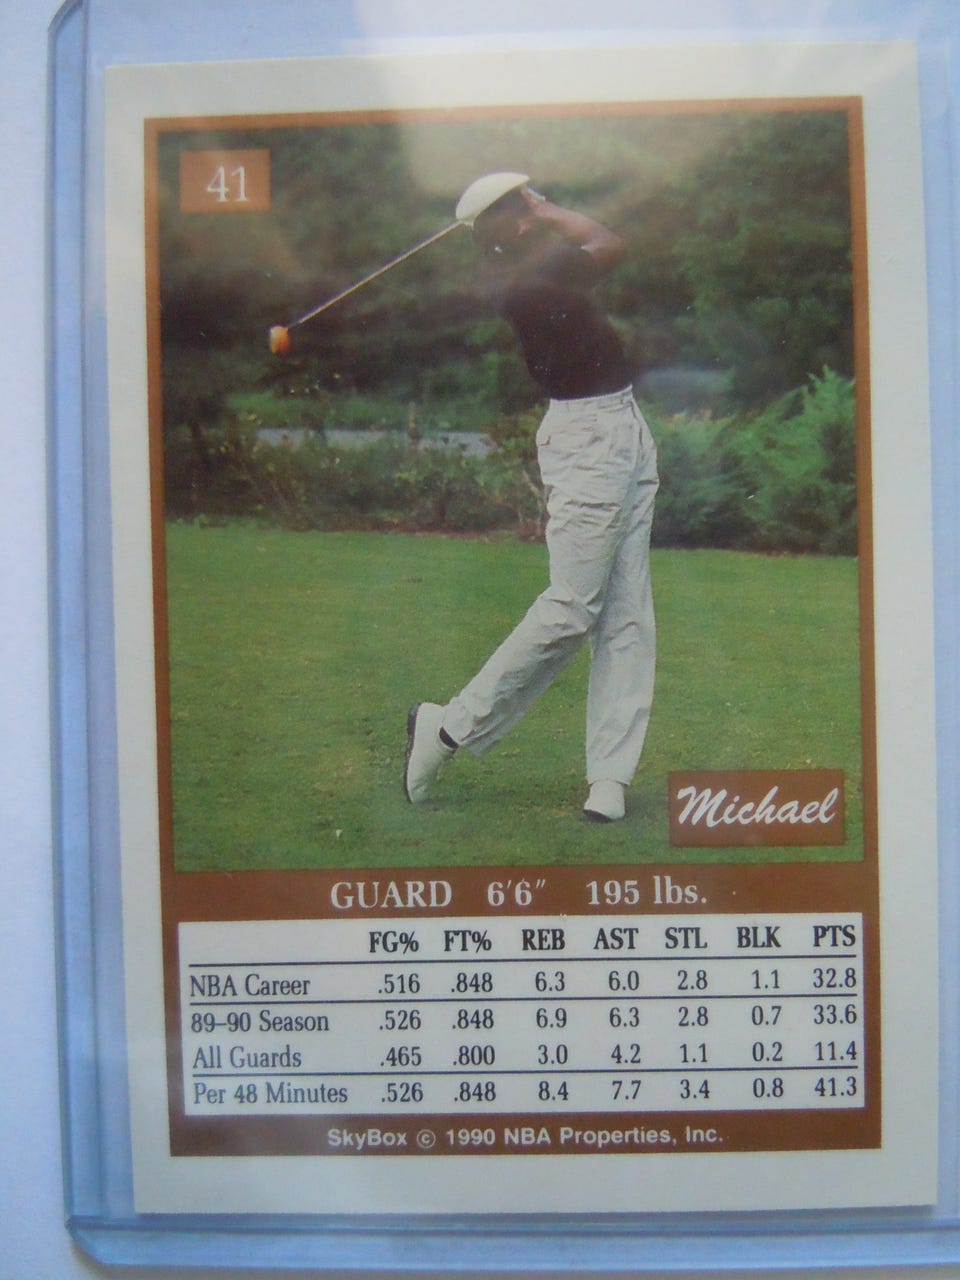 41
Michael
GUARD 6'6" 195 lbs.
FG% FT% REB AST STL BLK PTS
NBA Career .516 .848 6.3 6.0 2.8 1.1 32.8
89–90 Season .526 .848 6.9 6.3 2.8 0.7 33.6
All Guards .465 .800 3.0 4.2 1.1 0.2 11.4
Per 48 Minutes .526 .848 8.4 7.7 3.4 0.8 41.3
SkyBox © 1990 NBA Properties, Inc.